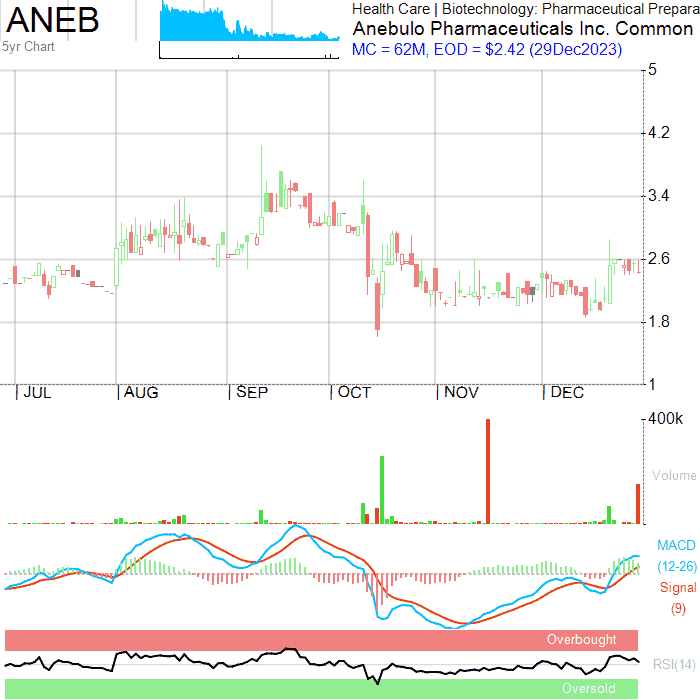 ANEB
5yr Chart
Health Care | Biotechnology: Pharmaceutical Prepara
Anebulo Pharmaceuticals Inc. Common
MC = 62M, EOD = $2.42 (29Dec2023)
5
4.2
3.4
2.6
1.8
1
JUL
AUG
SEP
OCT
NOV
DEC
400k
Volume
MACD
(12-26)
Signal
(9)
Overbought
RSI(14)
Oversold